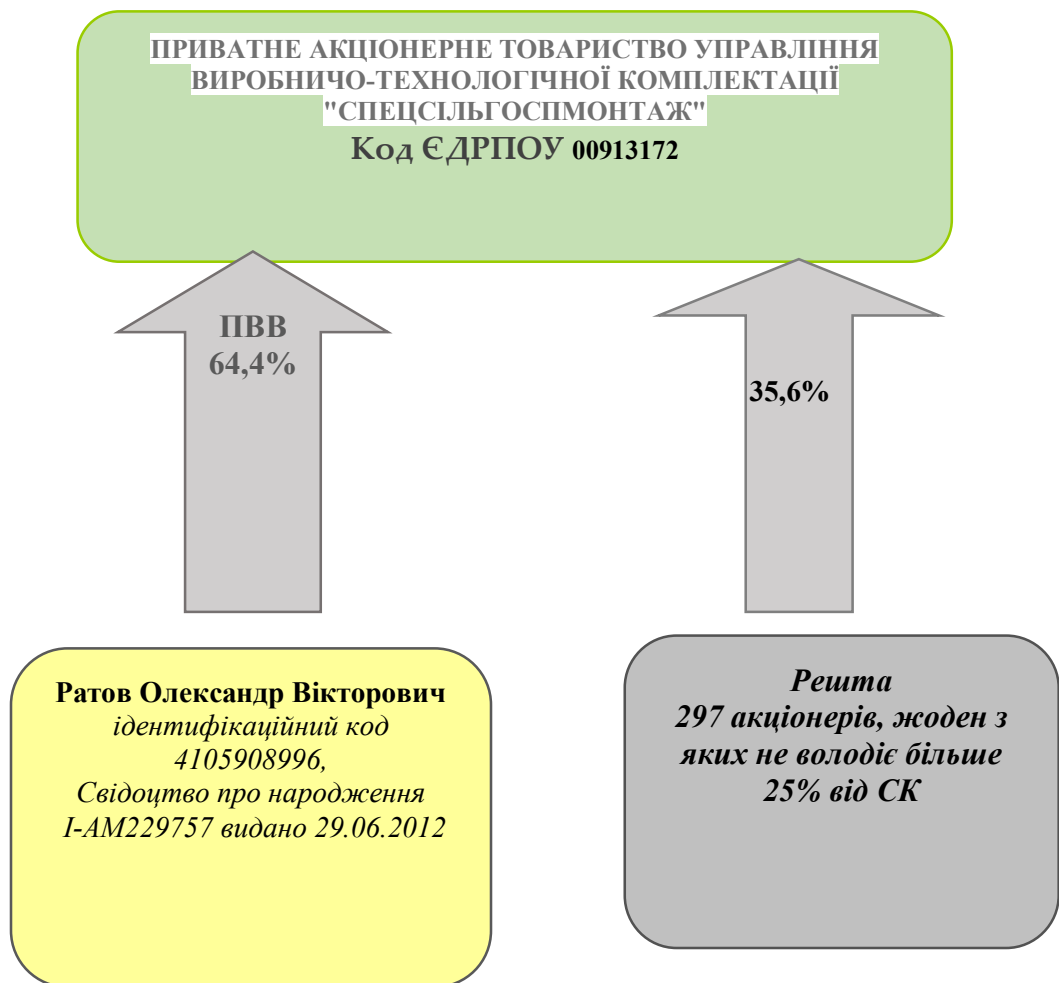 ПРИВАТНЕ АКЦІОНЕРНЕ ТОВАРИСТВО УПРАВЛІННЯ
ВИРОБНИЧО-ТЕХНОЛОГІЧНОЇ КОМПЛЕКТАЦІЇ
"СПЕЦСІЛЬГОСПМОНТАЖ"
Код ЄДРПОУ 00913172
ПВВ
64,4%
35,6%
Ратов Олександр Вікторович
ідентифікаційний код
4105908996,
Свідоцтво про народження
І-АМ229757 видано 29.06.2012
Решта
297 акціонерів, жоден з
яких не володіє більше
25% від СК